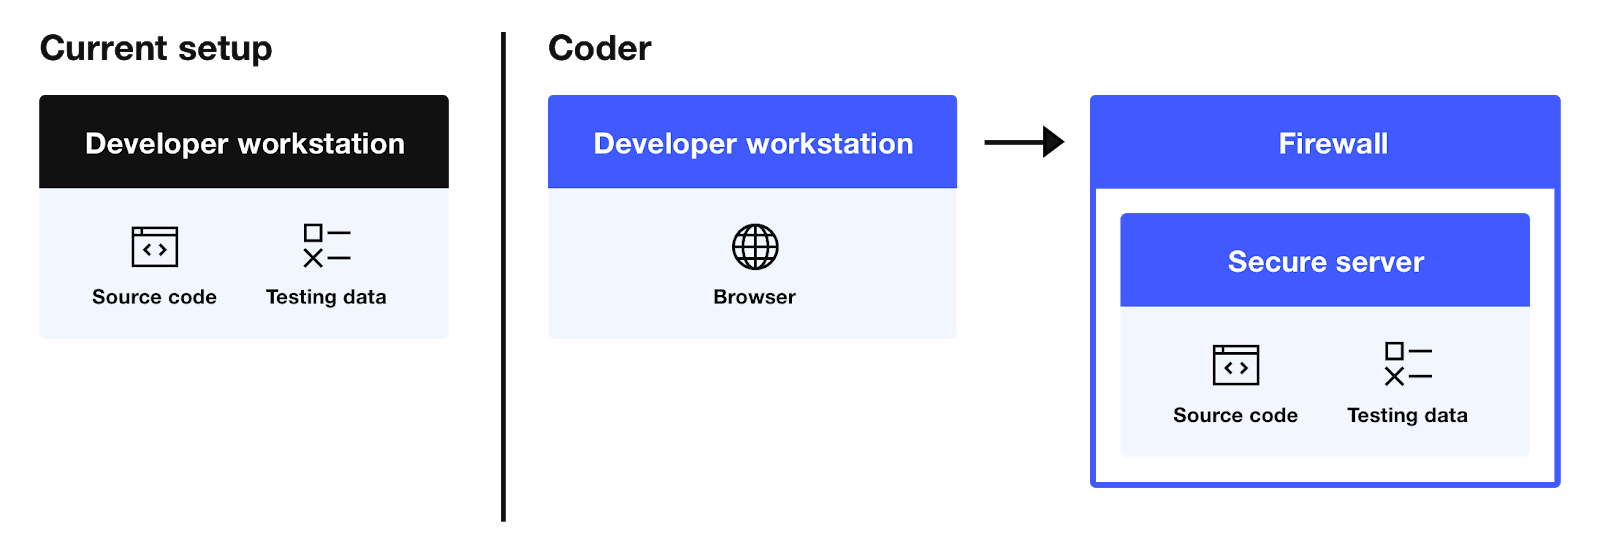 Current setup
Developer workstation
Source code
Testing data
Coder
Developer workstation
Browser
Firewall
Secure server
Source code
Testing data